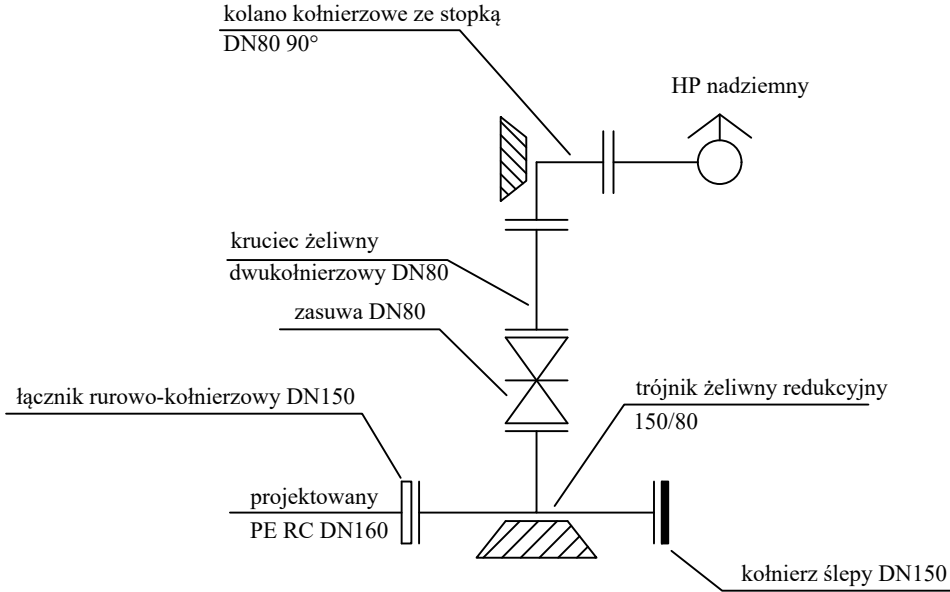 kolano kołnierzowe ze stopką
DN80 90°
HP nadziemny
kruciec żeliwny
dwukołnierzowy DN80
zasuwa DN80
łącznik rurowo-kołnierzowy DN150
trójnik żeliwny redukcyjny
150/80
projektowany
PE RC DN160
kołnierz ślepy DN150